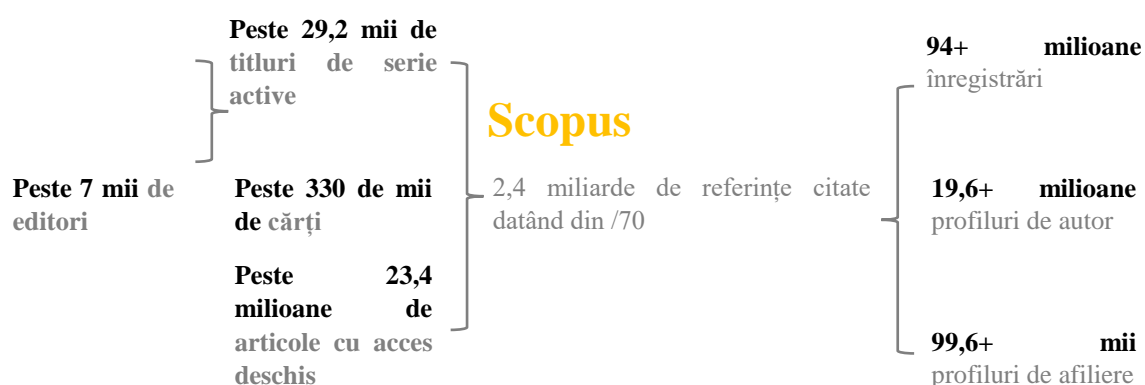 Peste 7 mii de
editori
Peste 29,2 mii de
titluri de serie
active
Peste 330 de mii
de cărți
Peste 23,4
milioane de
articole cu acces
deschis
Scopus
2,4 miliarde de referințe citate
datând din /70
94+ milioane
înregistrări
19,6+ milioane
profiluri de autor
99,6+ mii
profiluri de afiliere